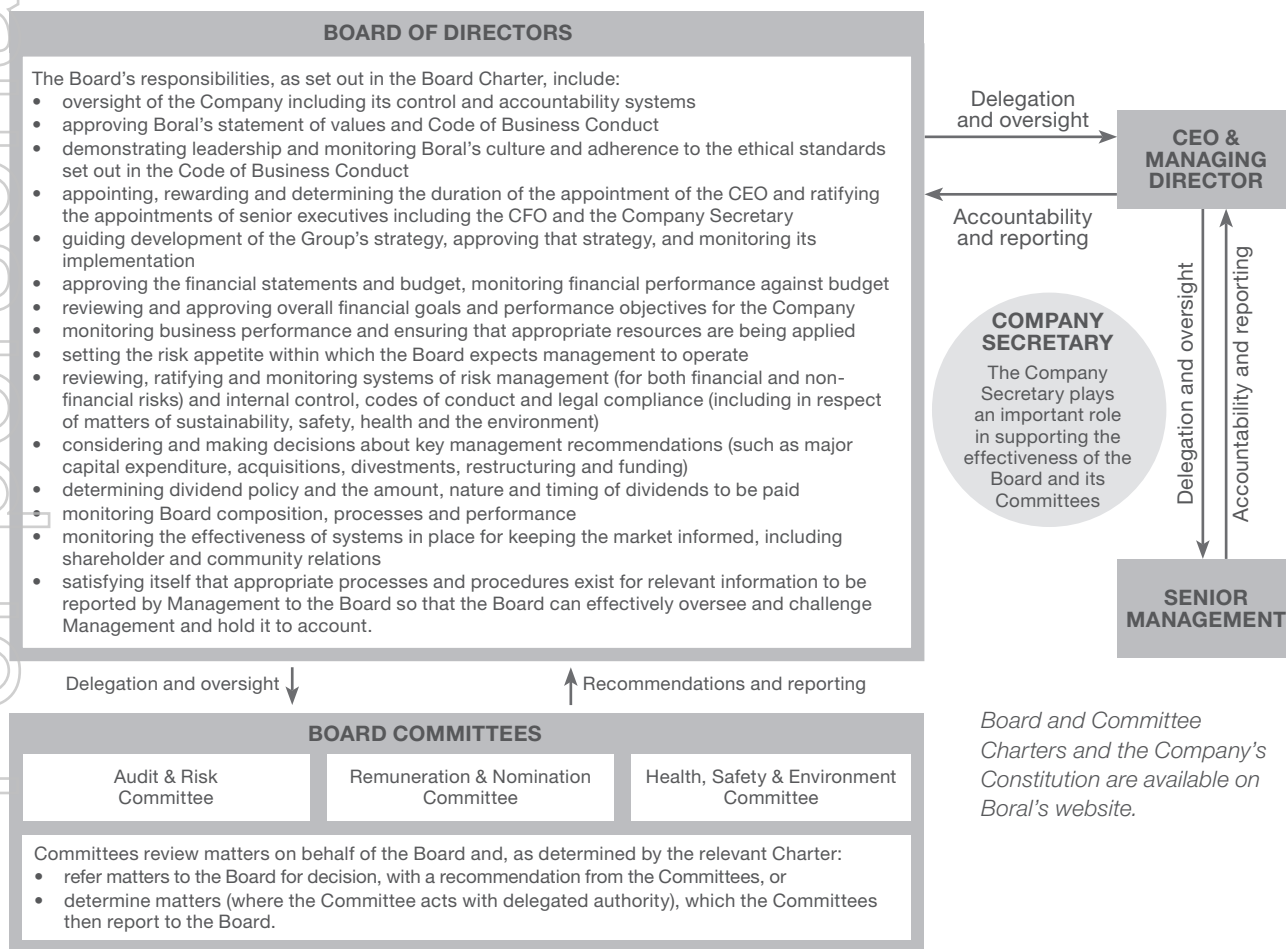 BOARD OF DIRECTORS
The Board's responsibilities, as set out in the Board Charter, include:
• oversight of the Company including its control and accountability systems
• approving Boral's statement of values and Code of Business Conduct
• demonstrating leadership and monitoring Boral's culture and adherence to the ethical standards
set out in the Code of Business Conduct
• appointing, rewarding and determining the duration of the appointment of the CEO and ratifying
the appointments of senior executives including the CFO and the Company Secretary
• guiding development of the Group's strategy, approving that strategy, and monitoring its
implementation
• approving the financial statements and budget, monitoring financial performance against budget
• reviewing and approving overall financial goals and performance objectives for the Company
• monitoring business performance and ensuring that appropriate resources are being applied
• setting the risk appetite within which the Board expects management to operate
• reviewing, ratifying and monitoring systems of risk management (for both financial and non-
financial risks) and internal control, codes of conduct and legal compliance (including in respect
of matters of sustainability, safety, health and the environment)
• considering and making decisions about key management recommendations (such as major
capital expenditure, acquisitions, divestments, restructuring and funding)
• determining dividend policy and the amount, nature and timing of dividends to be paid
• monitoring Board composition, processes and performance
• monitoring the effectiveness of systems in place for keeping the market informed, including
shareholder and community relations
• satisfying itself that appropriate processes and procedures exist for relevant information to be
reported by Management to the Board so that the Board can effectively oversee and challenge
Management and hold it to account.
Delegation
and oversight
CEO &
MANAGING
DIRECTOR
Accountability
and reporting
COMPANY
SECRETARY
The Company
Secretary plays
an important role
in supporting the
effectiveness of the
Board and its
Committees
Delegation and oversight
Accountability and reporting
SENIOR
MANAGEMENT
Delegation and oversight
Recommendations and reporting
BOARD COMMITTEES
Audit & Risk
Committee
Remuneration & Nomination
Committee
Health, Safety & Environment
Committee
Committees review matters on behalf of the Board and, as determined by the relevant Charter:
• refer matters to the Board for decision, with a recommendation from the Committees, or
• determine matters (where the Committee acts with delegated authority), which the Committees
then report to the Board.
Board and Committee
Charters and the Company's
Constitution are available on
Boral's website.